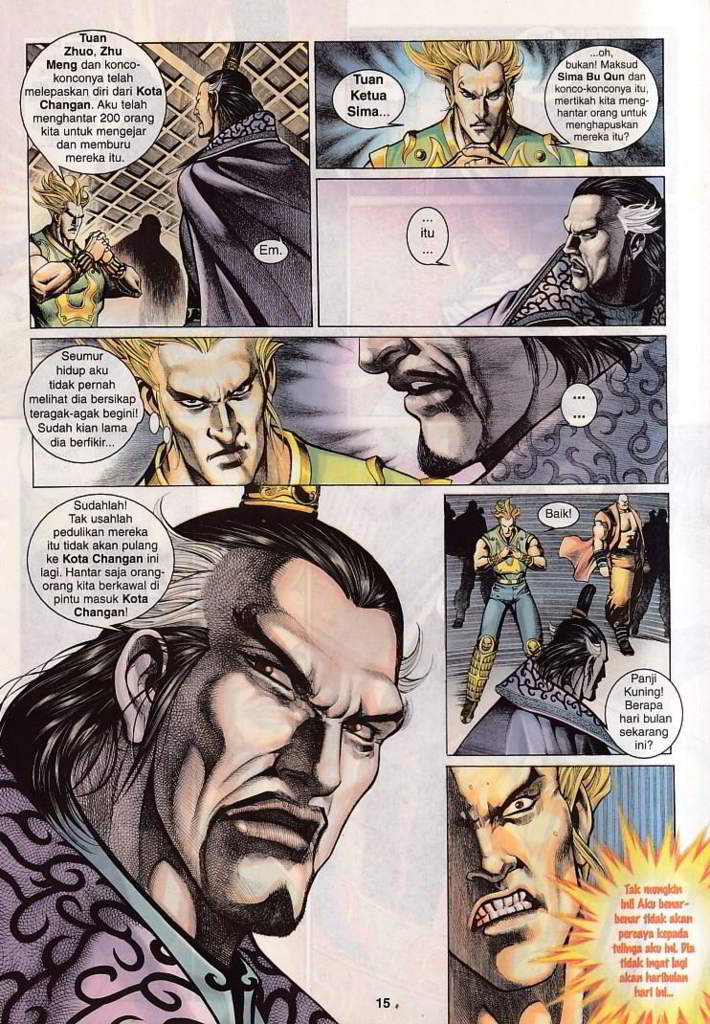 Tuan
Zhuo, Zhu
Meng dan konco-
konconya telah
melepaskan diri dari Kota
Changan. Aku telah
menghantar 200 orang
kita untuk mengejar
dan memburu
mereka itu.
Em.
Tuan
Ketua
Sima...
...oh,
bukan! Maksud
Sima Bu Qun dan
konco-konconya itu,
mertikah kita meng-
hantar orang untuk
menghapuskan
mereka itu?
...
itu
...
Seumur
hidup aku
tidak pernah
melihat dia bersikap
teragak-agak begini!
Sudah kian lama
dia berfikir...
...
...
Sudahlah!
Tak usahlah
pedulikan mereka
itu tidak akan pulang
ke Kota Changan ini
lagi. Hantar saja orang-
orang kita berkawal di
pintu masuk Kota
Changan!
Baik!
Panji
Kuning!
Berapa
hari bulan
sekarang
ini?
Tak mungkin
ini! Aku benar-
benar tidak akan
percaya kepada
telinga aku ini. Dia
tidak ingat lagi
akan haribulan
hari ini...
15